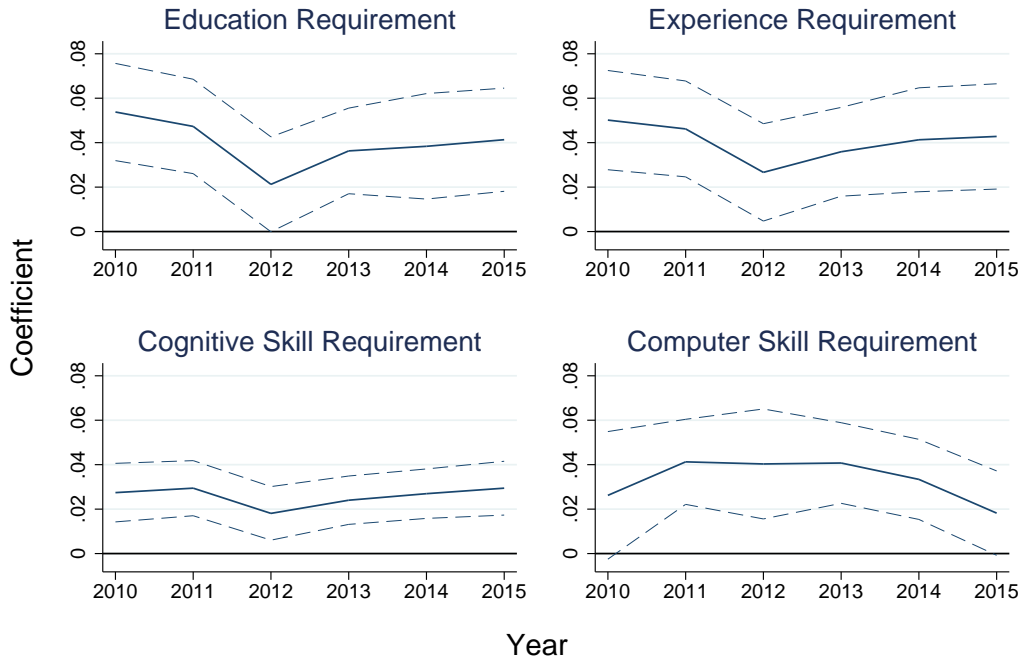 Education Requirement
Experience Requirement
.08
.06
.04
.02
0
2010 2011 2012 2013 2014 2015
.08
.06
.04
.02
0
2010 2011 2012 2013 2014 2015
Coefficient
Cognitive Skill Requirement
Computer Skill Requirement
.08
.06
.04
.02
0
2010 2011 2012 2013 2014 2015
.08
.06
.04
.02
0
2010 2011 2012 2013 2014 2015
Year